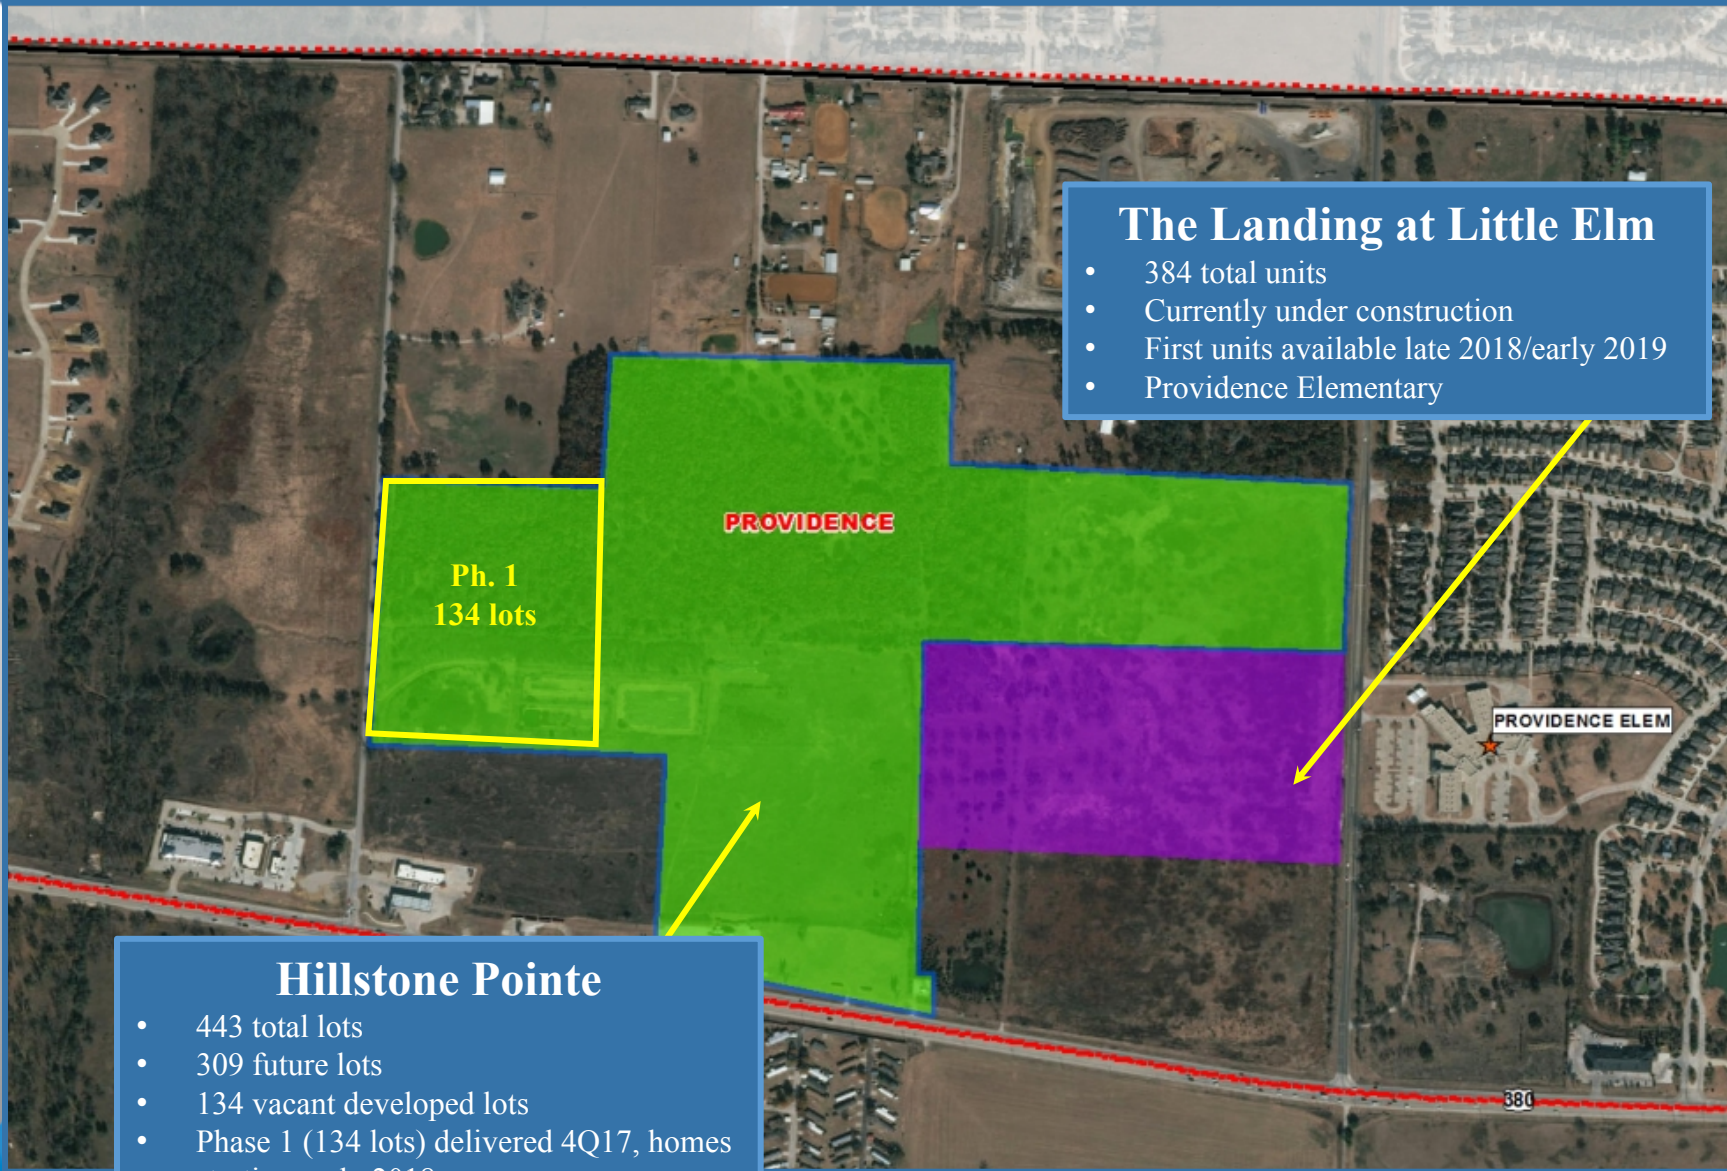 The Landing at Little Elm
• 384 total units
• Currently under construction
• First units available late 2018/early 2019
• Providence Elementary
PROVIDENCE
Ph. 1
134 lots
PROVIDENCE ELEM
Hillstone Pointe
• 443 total lots
• 309 future lots
• 134 vacant developed lots
• Phase 1 (134 lots) delivered 4Q17, homes
380